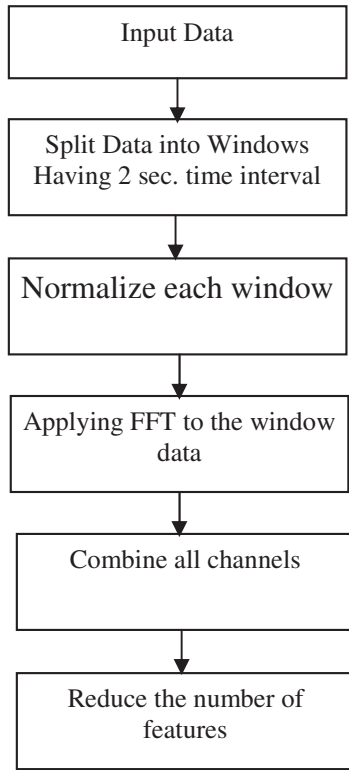 Input Data
Split Data into Windows
Having 2 sec. time interval
Normalize each window
Applying FFT to the window
data
Combine all channels
Reduce the number of
features